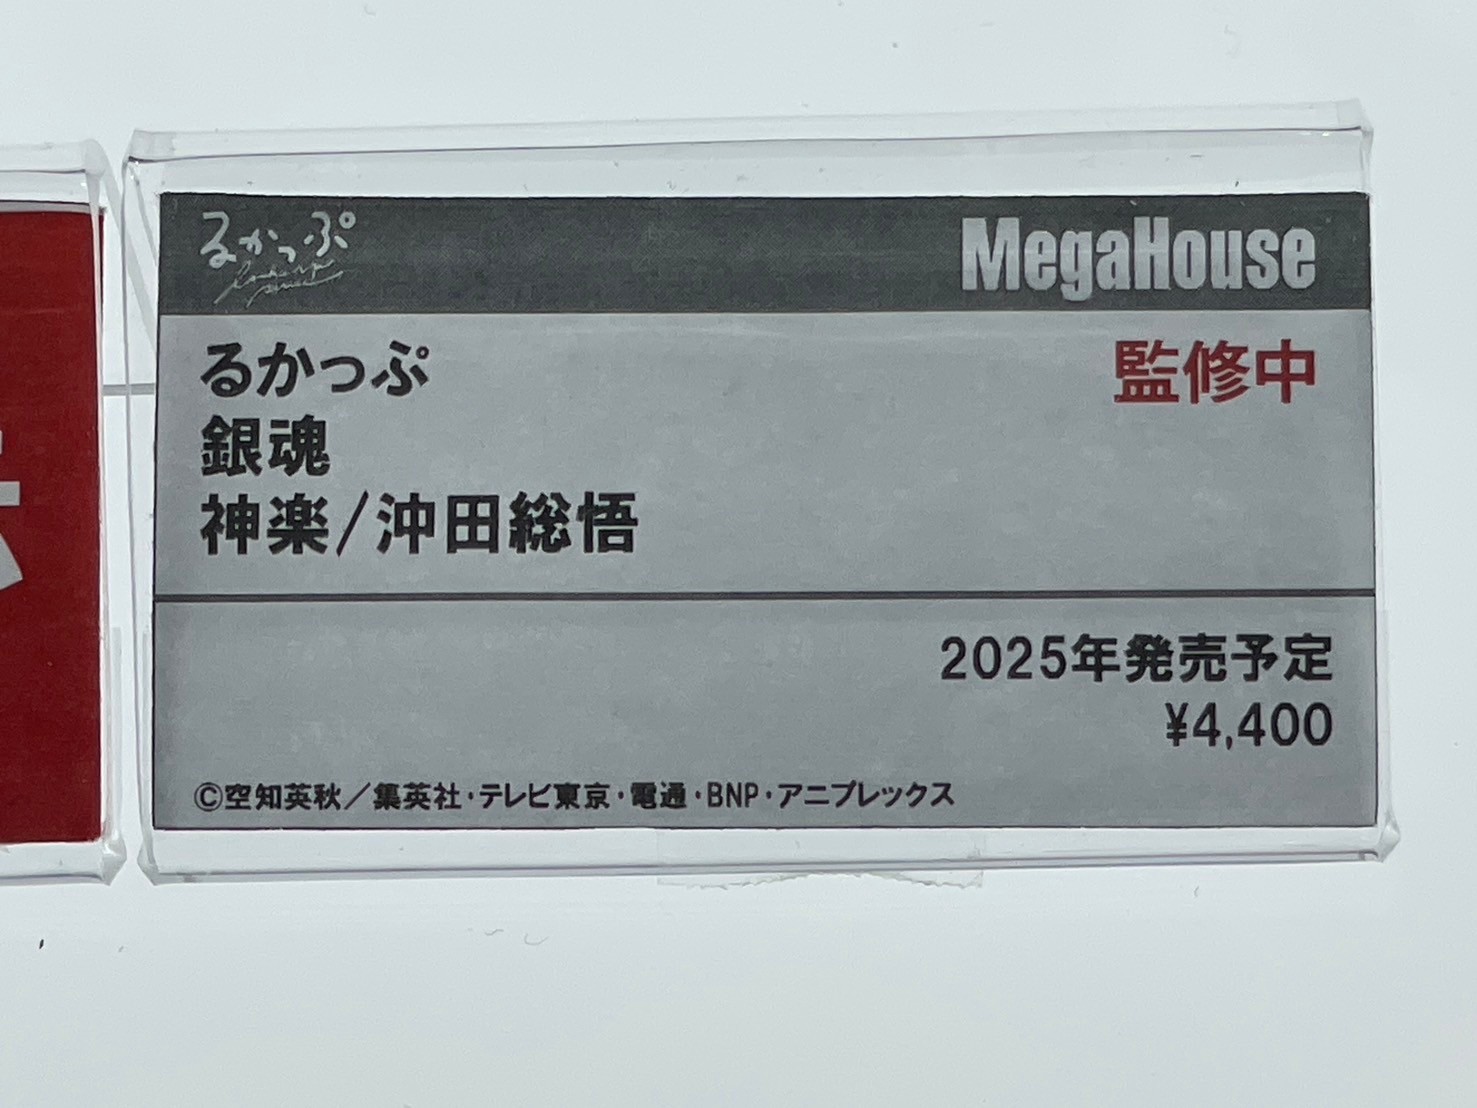 るかっぷ
MegaHouse
るかっぷ
監修中
銀魂
神楽/沖田総悟
2025年発売予定
¥4,400
©空知英秋／集英社・テレビ東京・電通・BNP・アニプレックス